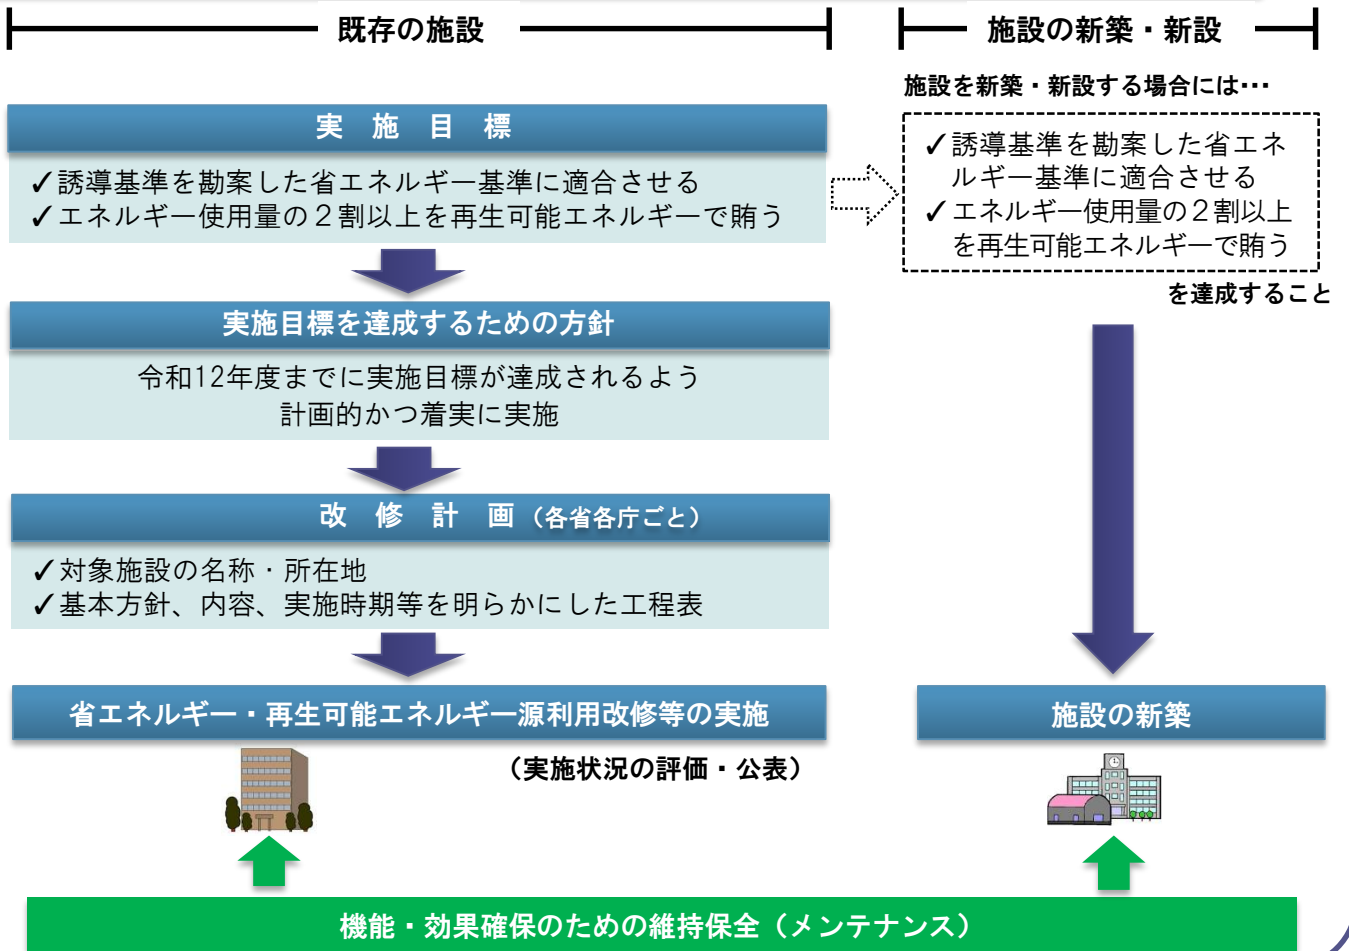 既存の施設
施設の新築・新設
施設を新築・新設する場合には・・・
実施目標
✓誘導基準を勘案した省エネルギー基準に適合させる
✓エネルギー使用量の２割以上を再生可能エネルギーで賄う
✓誘導基準を勘案した省エネ
ルギー基準に適合させる
✓エネルギー使用量の２割以上
を再生可能エネルギーで賄う
を達成すること
実施目標を達成するための方針
令和12年度までに実施目標が達成されるよう
計画的かつ着実に実施
改修計画（各省各庁ごと）
✓対象施設の名称・所在地
✓基本方針、内容、実施時期等を明らかにした工程表
省エネルギー・再生可能エネルギー源利用改修等の実施
（実施状況の評価・公表）
施設の新築
機能・効果確保のための維持保全（メンテナンス）